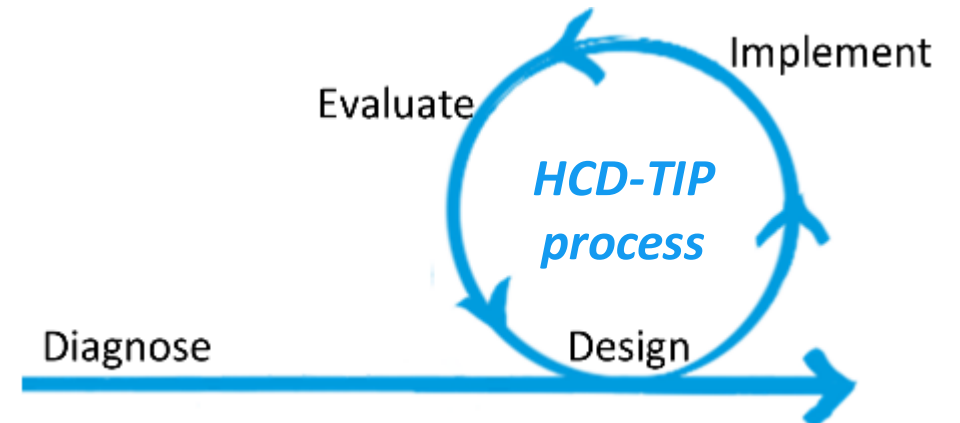 Implement
Evaluate
HCD-TIP
process
Diagnose
Design